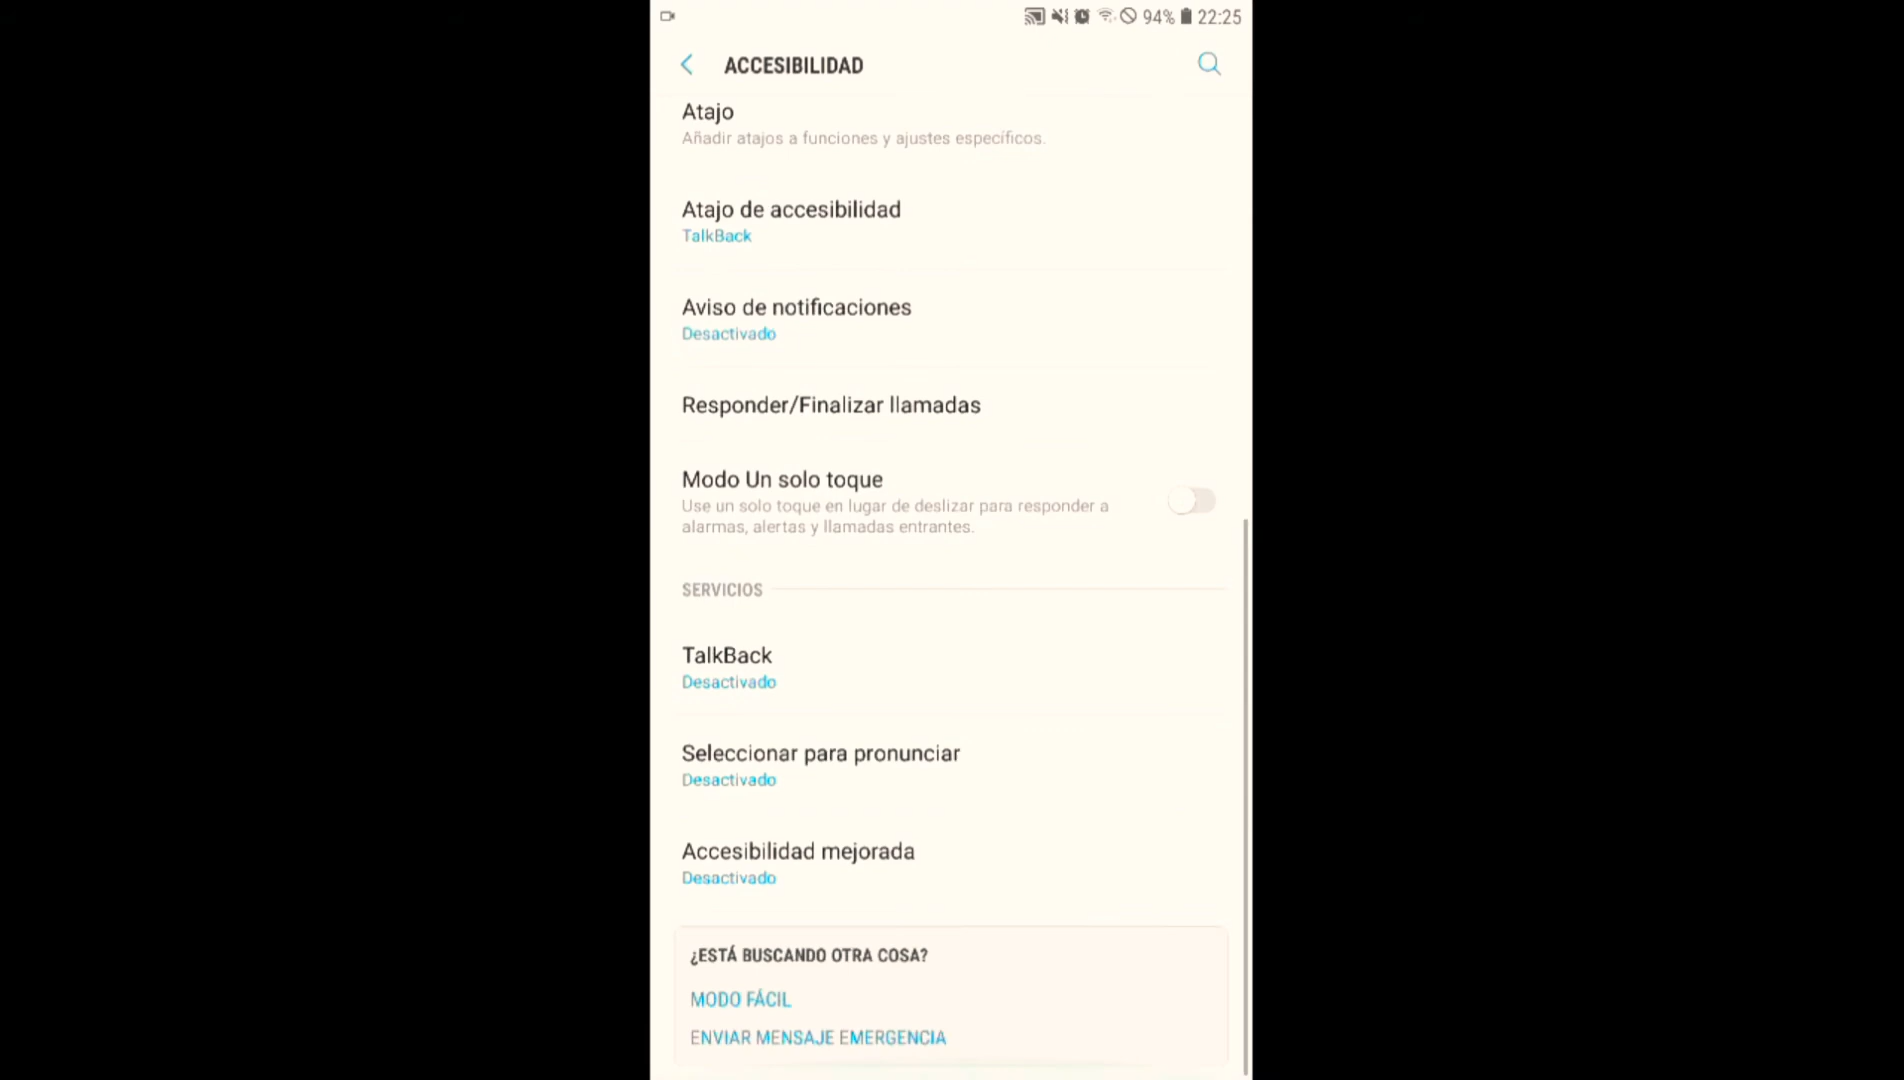 94% 22:25
ACCESIBILIDAD
Atajo
Añadir atajos a funciones y ajustes específicos.
Atajo de accesibilidad
TalkBack
Aviso de notificaciones
Desactivado
Responder/Finalizar llamadas
Modo Un solo toque
Use un solo toque en lugar de deslizar para responder a
alarmas, alertas y llamadas entrantes.
SERVICIOS
TalkBack
Desactivado
Seleccionar para pronunciar
Desactivado
Accesibilidad mejorada
Desactivado
¿ESTÁ BUSCANDO OTRA COSA?
MODO FÁCIL
ENVIAR MENSAJE EMERGENCIA